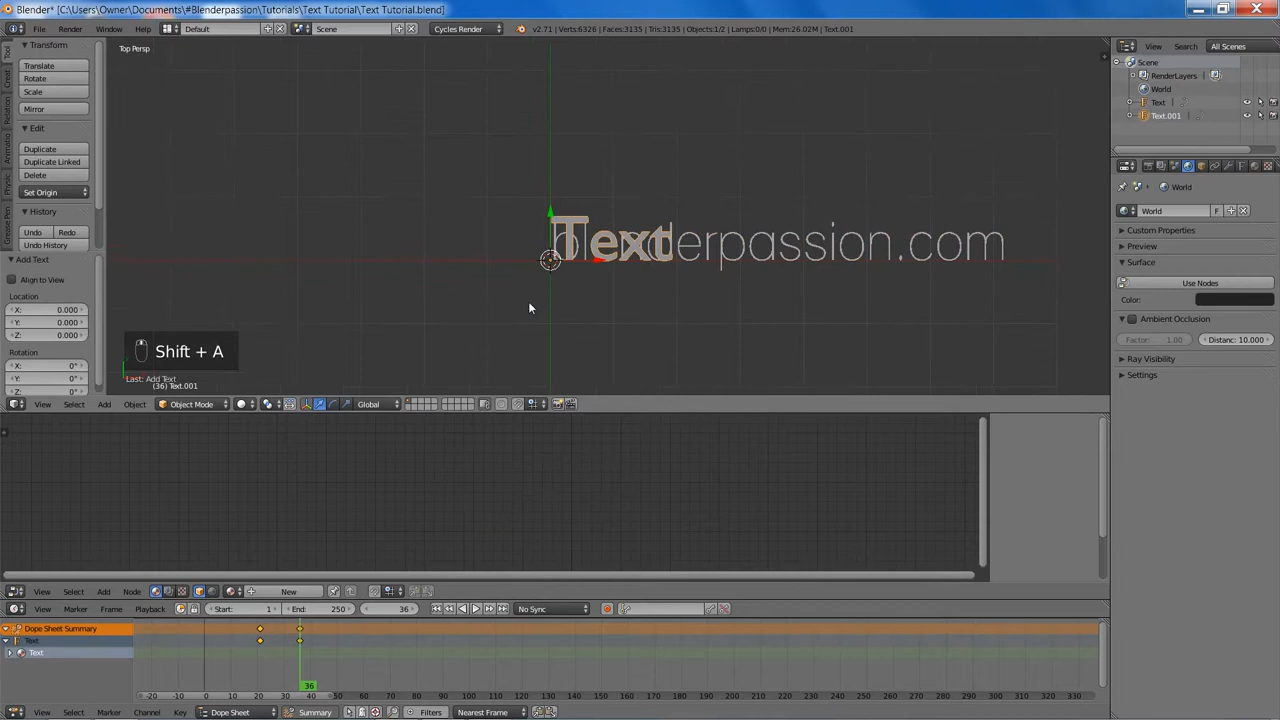 Blender* [C:\Users\Owner\Documents\#Blenderpassion\Tutorials\Text Tutorial\Text Tutorial.blend]
File Render Window Help Default Scene Cycles Render v2.71 | Verts:6326 | Faces:3135 | Tris:3135 | Objects:1/2 | Lamps:0/0 | Mem:26.02M | Text.001
View Search All Scenes
Transform
Translate
Rotate
Scale
Mirror
Edit
Duplicate
Duplicate Linked
Delete
Set Origin
History
Undo Redo
Undo History
Add Text
Align to View
Location
X: 0.000
Y: 0.000
Z: 0.000
Rotation
X: 0°
Y: 0°
Z: 0°
Tool
Relation
Animatio
Physic
Grease Pen
Top Persp
Text
erpassion.com
Shift + A
Last: Add Text
(36) Text.001
View Select Add Object Object Mode Global
Scene
RenderLayers
World
Text
Text.001
World
World F
Custom Properties
Preview
Surface
Use Nodes
Color:
Ambient Occlusion
Factor: 1.00 Distanc: 10.000
Ray Visibility
Settings
View Select Add Node New
View Marker Frame Playback Start: 1 End: 250 36 No Sync
Dope Sheet Summary
Text
Text
36
-20 -10 0 10 20 30 40 50 60 70 80 90 100 110 120 130 140 150 160 170 180 190 200 210 220 230 240 250 260 270 280 290 300 310 320 330
View Select Marker Channel Key Dope Sheet Summary Filters Nearest Frame